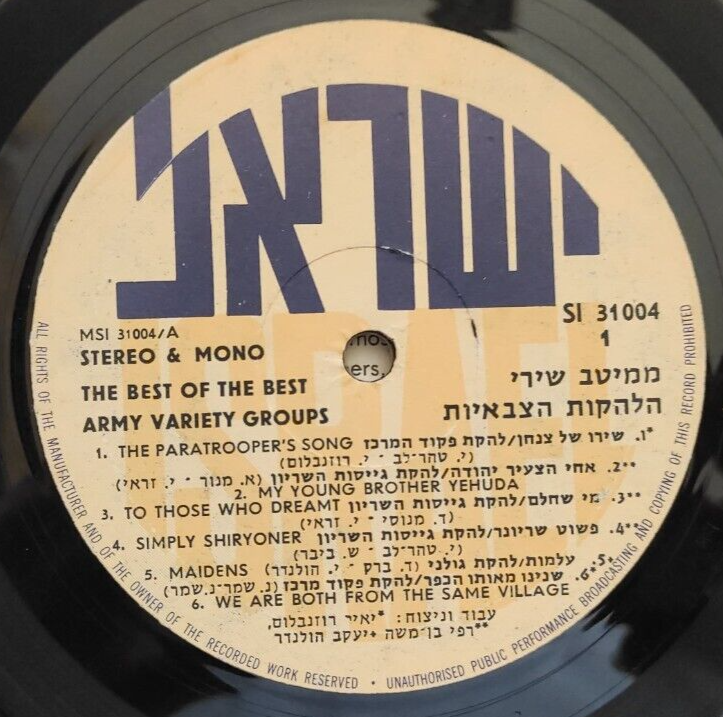 ישראל
ISRAEL
MSI 31004/A
SI 31004
STEREO & MONO
1
THE BEST OF THE BEST
ממיטב שירי
ARMY VARIETY GROUPS
הלהקות הצבאיות
1. THE PARATROOPER'S SONG שירו של צנחן/להקת פקוד המרכז .1*
(י. טהר־לב - י. רוזנבלום)
2.** אחי הצעיר יהודה/להקת גייסות השריון (א. מנור - י. זראי)
2. MY YOUNG BROTHER YEHUDA
3. TO THOSE WHO DREAMT מי שחלם/להקת גייסות השריון .3**
(ד. מנוסי - י. זראי)
4. SIMPLY SHIRYONER פשוט שריונר/להקת גייסות השריון .4**
(י. טהר־לב - ש. ביבר)
5. MAIDENS עלמות/להקת גולני (ד. ברק - י. הולנדר) .5*
6.* שנינו מאותו הכפר/להקת פקוד מרכז (נ. שמר-נ. שמר)
6. WE ARE BOTH FROM THE SAME VILLAGE
עבוד וניצוח: *יאיר רוזנבלום,
**רפי בן־משה +יעקב הולנדר
ALL RIGHTS OF THE MANUFACTURER AND OF THE OWNER OF THE RECORDED WORK RESERVED • UNAUTHORISED PUBLIC PERFORMANCE BROADCASTING AND COPYING OF THIS RECORD PROHIBITED
ers,